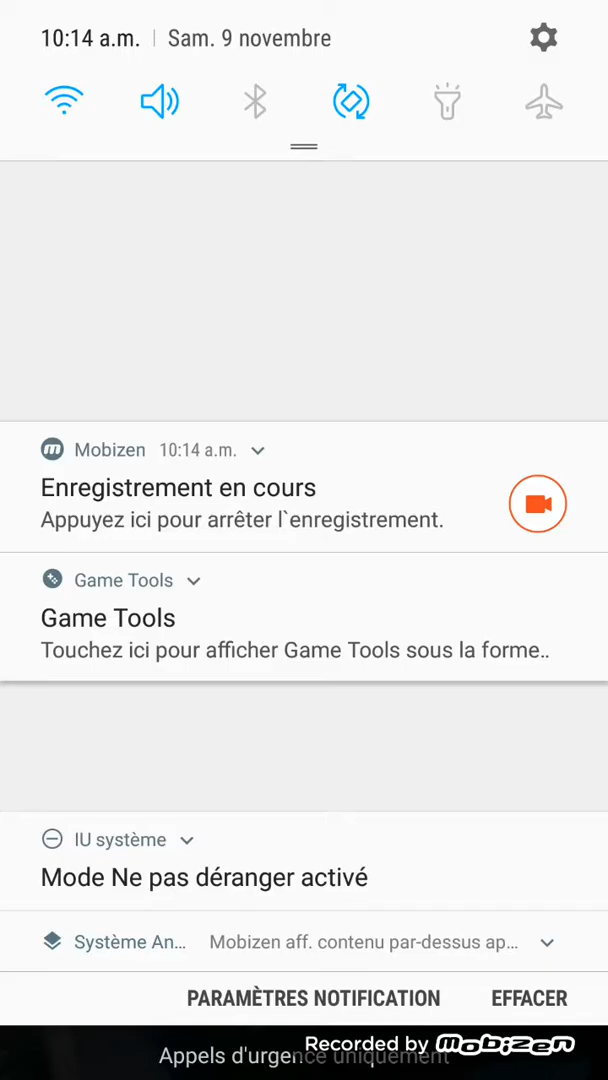 10:14 a.m. | Sam. 9 novembre
Mobizen 10:14 a.m.
Enregistrement en cours
Appuyez ici pour arrêter l`enregistrement.
Game Tools
Game Tools
Touchez ici pour afficher Game Tools sous la forme..
IU système
Mode Ne pas déranger activé
Système An... Mobizen aff. contenu par-dessus ap...
PARAMÈTRES NOTIFICATION EFFACER
Recorded by mobizen
Appels d'urgence uniquement